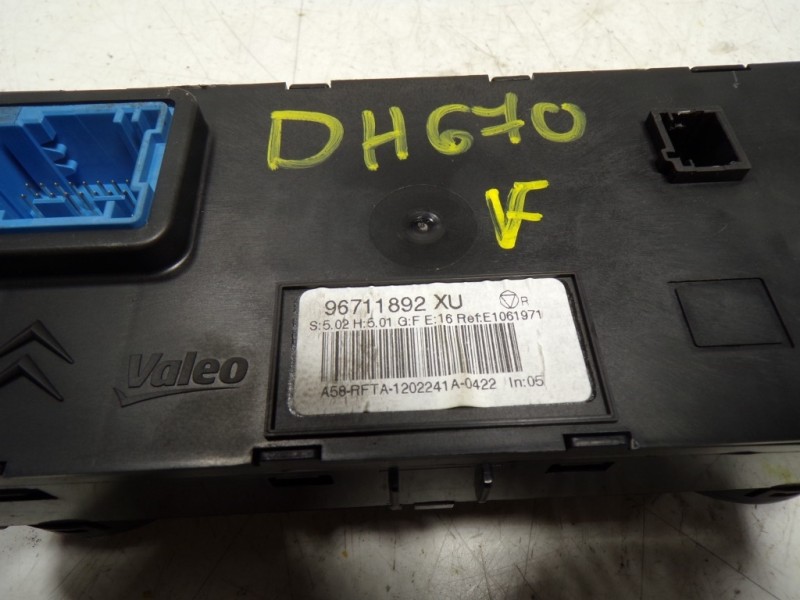 DH670
VF
96711892 XU
R
S:5.02 H:5.01 G:F E:16 Ref:E1061971
A58-RFTA-1202241A-0422 In:05
Valeo